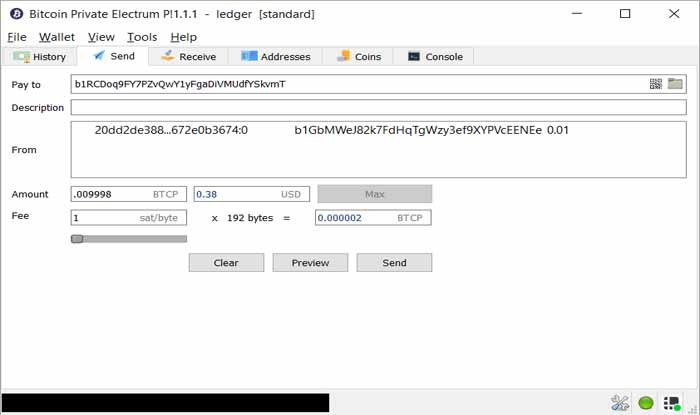 Bitcoin Private Electrum P!1.1.1 - ledger [standard]
File Wallet View Tools Help
History Send Receive Addresses Coins Console
Pay to b1RCDoq9FY7PZvQwY1yFgaDiVMUdfYSkvmT
Description
From 20dd2de388...672e0b3674:0 b1GbMWeJ82k7FdHqTgWzy3ef9XYPVcEENEe 0.01
Amount .009998 BTCP 0.38 USD Max
Fee 1 sat/byte x 192 bytes = 0.000002 BTCP
Clear Preview Send